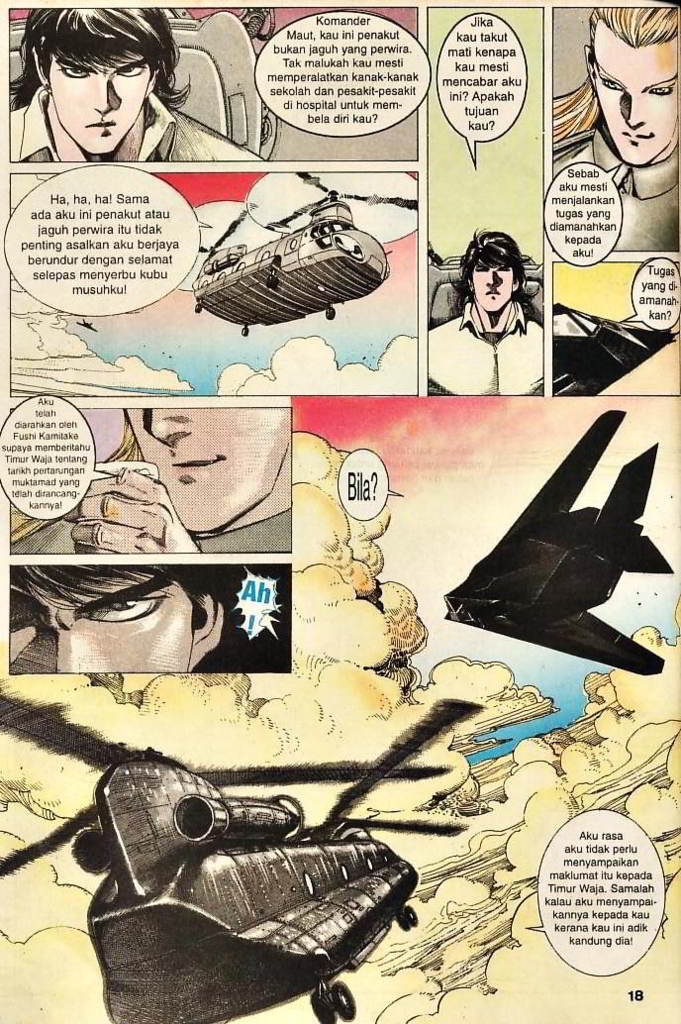 Komander
Maut, kau ini penakut
bukan jaguh yang perwira.
Tak malukah kau mesti
memperalatkan kanak-kanak
sekolah dan pesakit-pesakit
di hospital untuk mem-
bela diri kau?
Jika
kau takut
mati kenapa
kau mesti
mencabar aku
ini? Apakah
tujuan
kau?
Sebab
aku mesti
menjalankan
tugas yang
diamanahkan
kepada
aku!
Ha, ha, ha! Sama
ada aku ini penakut atau
jaguh perwira itu tidak
penting asalkan aku berjaya
berundur dengan selamat
selepas menyerbu kubu
musuhku!
Tugas
yang di-
amanah-
kan?
Aku
telah
diarahkan oleh
Fushi Kamitake
supaya memberitahu
Timur Waja tentang
tarikh pertarungan
muktamad yang
telah dirancang-
kannya!
Bila?
Ah
!
Aku rasa
aku tidak perlu
menyampaikan
maklumat itu kepada
Timur Waja. Samalah
kalau aku menyampai-
kannya kepada kau
kerana kau ini adik
kandung dia!
18